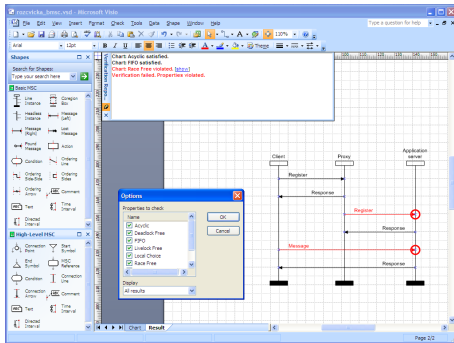 rozcvicka_3msc.vsd - Microsoft Visio
File Edit View Insert Format Check Tools Data Shape Window Help
Type a question for help
110%
Arial 12pt Theme
Shapes
Search for Shapes:
Type your search here
Basic MSC
Line Instance
Coregion Box
Headless Instance
Message (Left)
Message (Right)
Lost Message
Found Message
Action
Condition
Ordering Line
Ordering Side-Side
Ordering Sides
Ordering Arrow
Comment
Text
Time Interval
Directed Interval
High-Level MSC
Connection Point
Start Symbol
End Symbol
MSC Reference
Condition
Connection Line
Connection Arrow
Comment
Directed Interval
Time Interval
Verification Repo...
Chart: Acyclic satisfied.
Chart: FIFO satisfied.
Chart: Race Free violated. [show]
Verification failed. Properties violated.
Client
Proxy
Application server
Register
Response
Register
Response
Message
Response
Options
Properties to check
Name
Acyclic
Deadlock Free
FIFO
Livelock Free
Local Choice
Race Free
OK
Cancel
Display
All results
Chart Result
Page 2/2